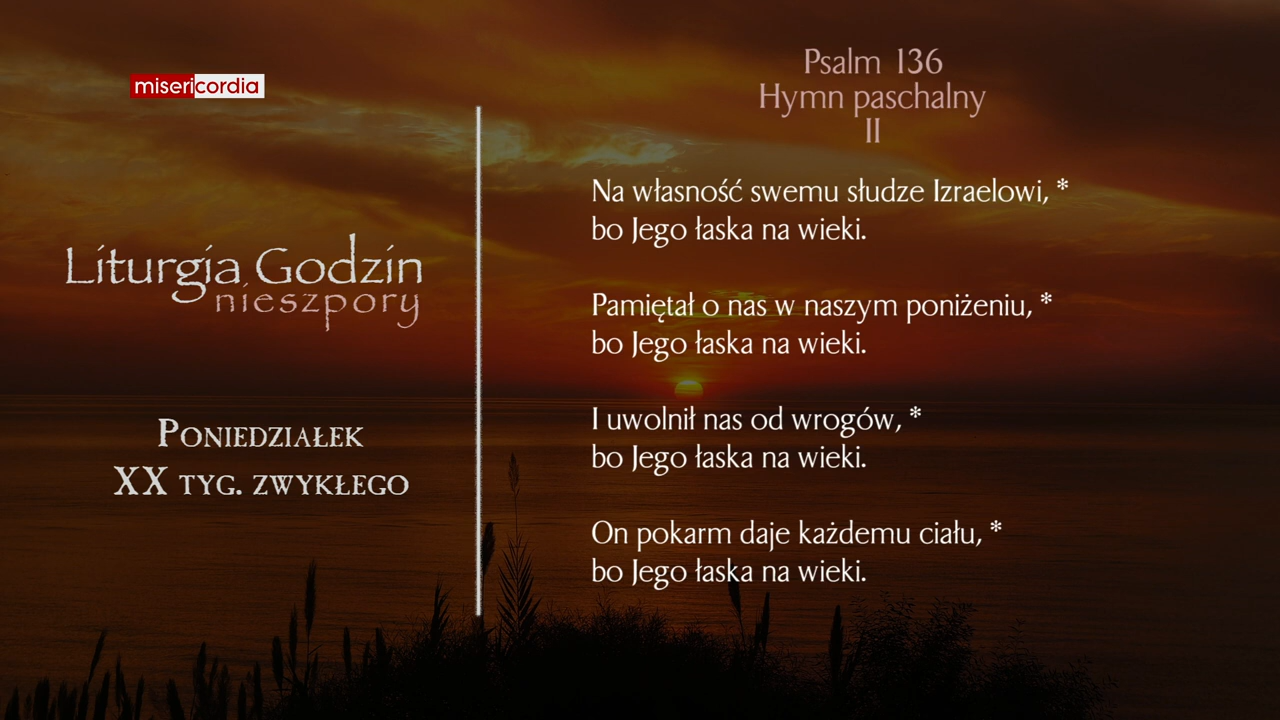 misericordia
Liturgia Godzin
nieszpory
Poniedziałek
XX tyg. zwykłego
Psalm 136
Hymn paschalny
II
Na własność swemu słudze Izraelowi, *
bo Jego łaska na wieki.
Pamiętał o nas w naszym poniżeniu, *
bo Jego łaska na wieki.
I uwolnił nas od wrogów, *
bo Jego łaska na wieki.
On pokarm daje każdemu ciału, *
bo Jego łaska na wieki.